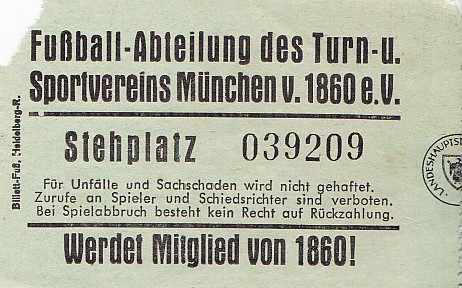 Fußball-Abteilung des Turn- u.
Sportvereins München v. 1860 e.V.
Stehplatz 039209
Für Unfälle und Sachschaden wird nicht gehaftet.
Zurufe an Spieler und Schiedsrichter sind verboten.
Bei Spielabbruch besteht kein Recht auf Rückzahlung.
Werdet Mitglied von 1860!
Billett-Fuß, Heidelberg-R.
LANDESHAUPTST